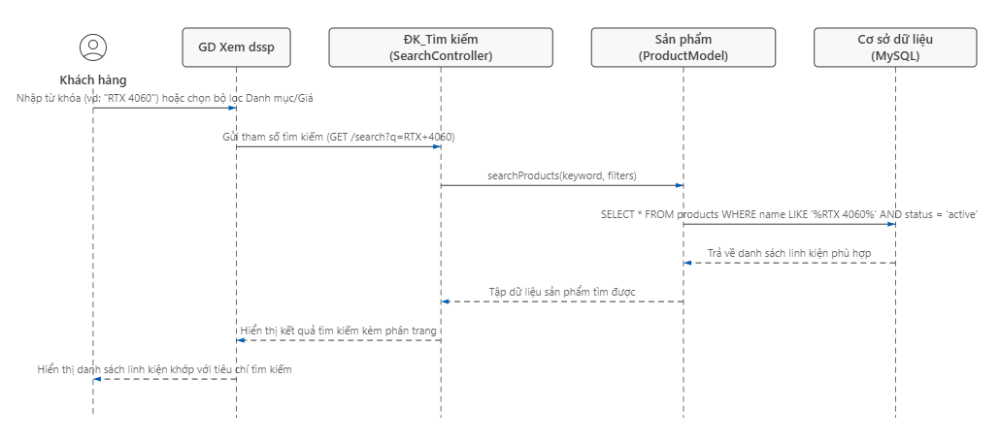 Khách hàng
GD Xem dssp
ĐK_Tìm kiếm
(SearchController)
Sản phẩm
(ProductModel)
Cơ sở dữ liệu
(MySQL)
Nhập từ khóa (vd: "RTX 4060") hoặc chọn bộ lọc Danh mục/Giá
Gửi tham số tìm kiếm (GET /search?q=RTX+4060)
searchProducts(keyword, filters)
SELECT * FROM products WHERE name LIKE '%RTX 4060%' AND status = 'active'
Trả về danh sách linh kiện phù hợp
Tập dữ liệu sản phẩm tìm được
Hiển thị kết quả tìm kiếm kèm phân trang
Hiển thị danh sách linh kiện khớp với tiêu chí tìm kiếm